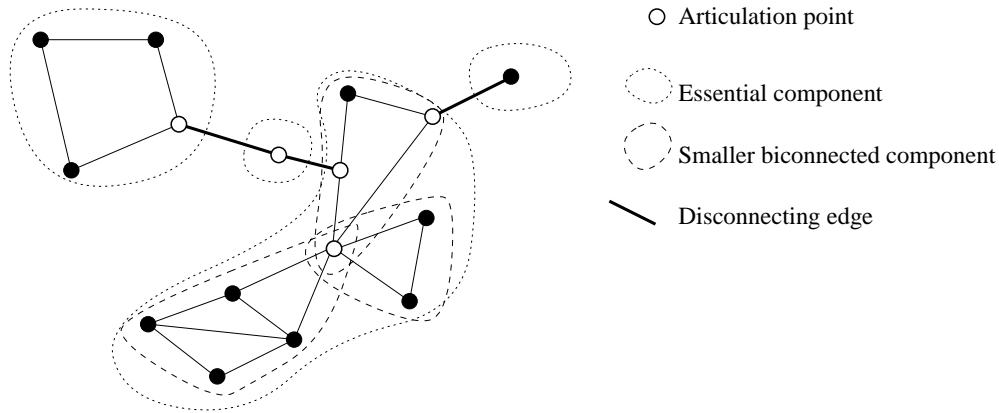 Articulation point
Essential component
Smaller biconnected component
Disconnecting edge